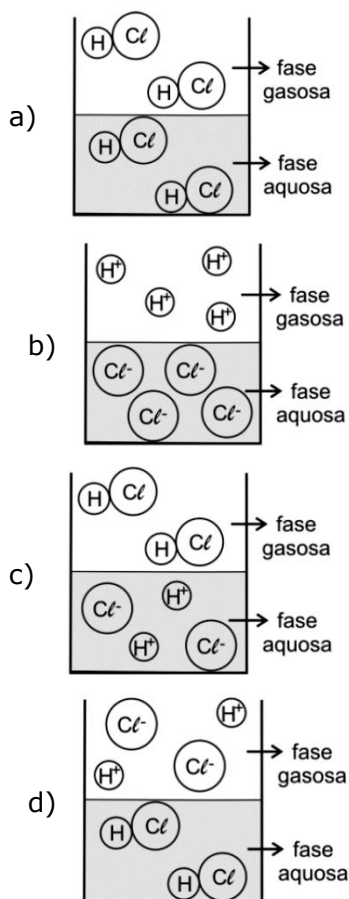 H Cl
→ fase
gasosa
H Cl
a)
H Cl
→ fase
aquosa
H Cl
H+ H+
H+ → fase
gasosa
H+
b)
Cl- Cl-
→ fase
aquosa
Cl- Cl-
H Cl
→ fase
gasosa
H Cl
c)
Cl- H+
→ fase
aquosa
H+ Cl-
Cl- H+
→ fase
gasosa
H+ Cl-
d)
H Cl
→ fase
aquosa
H Cl